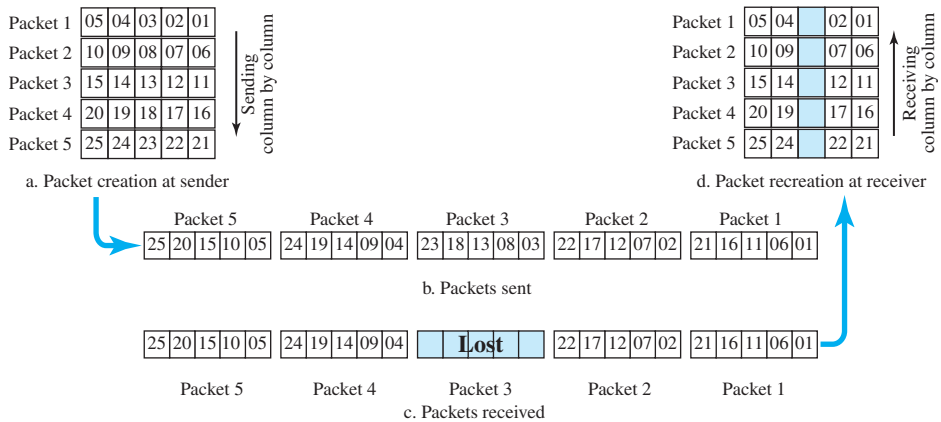 Packet 1 05 04 03 02 01
Packet 2 10 09 08 07 06
Packet 3 15 14 13 12 11
Packet 4 20 19 18 17 16
Packet 5 25 24 23 22 21
Sending
column by column
a. Packet creation at sender
Packet 1 05 04 02 01
Packet 2 10 09 07 06
Packet 3 15 14 12 11
Packet 4 20 19 17 16
Packet 5 25 24 22 21
Receiving
column by column
d. Packet recreation at receiver
Packet 5 Packet 4 Packet 3 Packet 2 Packet 1
25 20 15 10 05 24 19 14 09 04 23 18 13 08 03 22 17 12 07 02 21 16 11 06 01
b. Packets sent
25 20 15 10 05 24 19 14 09 04 Lost 22 17 12 07 02 21 16 11 06 01
Packet 5 Packet 4 Packet 3 Packet 2 Packet 1
c. Packets received